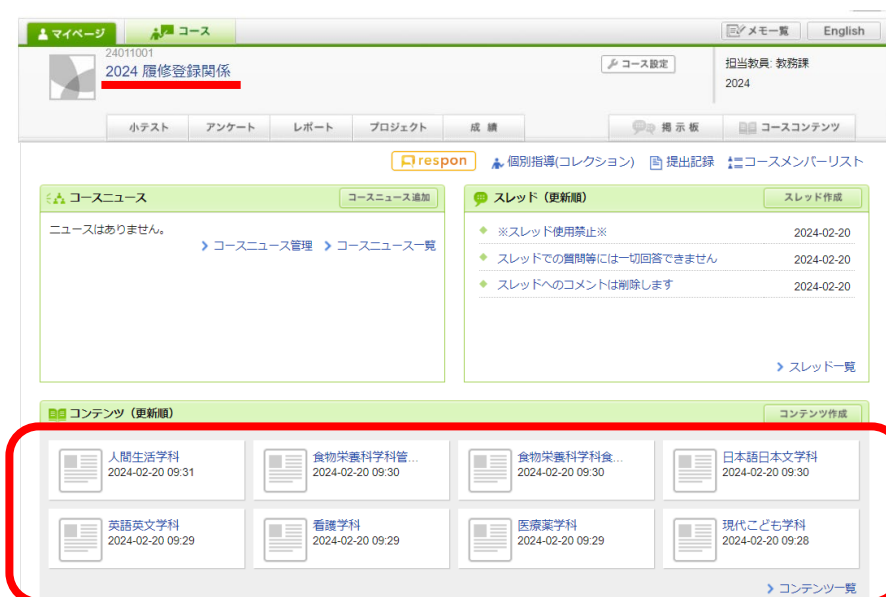 マイページ
コース
メモ一覧
English
24011001
2024 履修登録関係
コース設定
担当教員: 教務課
2024
小テスト
アンケート
レポート
プロジェクト
成 績
掲 示 板
コースコンテンツ
respon
個別指導(コレクション)
提出記録
コースメンバーリスト
コースニュース
コースニュース追加
ニュースはありません。
コースニュース管理
コースニュース一覧
スレッド（更新順）
スレッド作成
※スレッド使用禁止※
2024-02-20
スレッドでの質問等には一切回答できません
2024-02-20
スレッドへのコメントは削除します
2024-02-20
スレッド一覧
コンテンツ（更新順）
コンテンツ作成
人間生活学科
2024-02-20 09:31
食物栄養科学科管...
2024-02-20 09:30
食物栄養科学科食...
2024-02-20 09:30
日本語日本文学科
2024-02-20 09:30
英語英文学科
2024-02-20 09:29
看護学科
2024-02-20 09:29
医療薬学科
2024-02-20 09:29
現代こども学科
2024-02-20 09:28
コンテンツ一覧